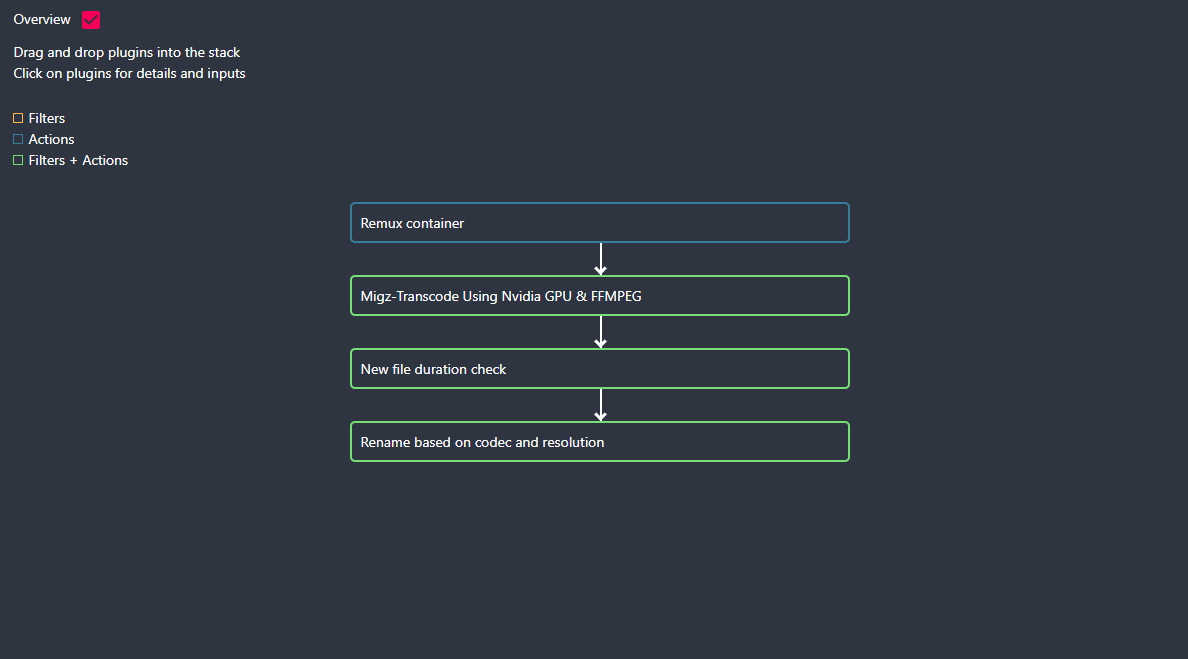 Overview
Drag and drop plugins into the stack
Click on plugins for details and inputs
Filters
Actions
Filters + Actions
Remux container
Migz-Transcode Using Nvidia GPU & FFMPEG
New file duration check
Rename based on codec and resolution